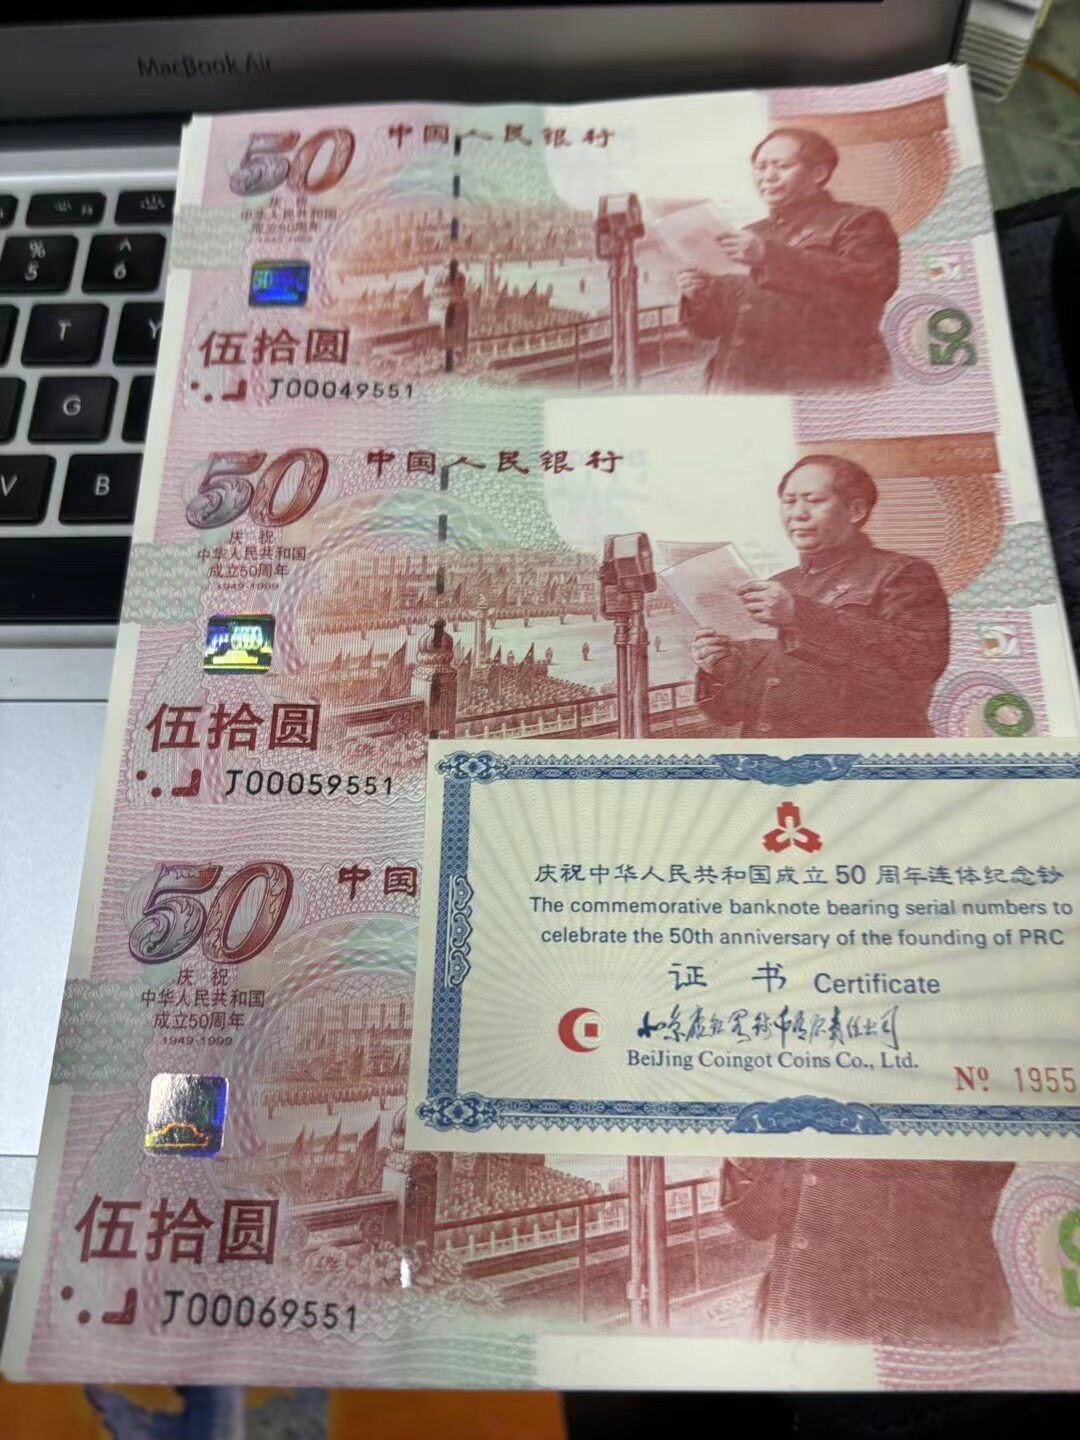 MacBook Air
50
中国人民银行
庆 祝
中华人民共和国
成立50周年
1949-1999
50
伍拾圆
J00049551
50
%
5
^
6
T
Y
G
V
B
50
中国人民银行
庆 祝
中华人民共和国
成立50周年
1949-1999
伍拾圆
J00059551
0
50
中国
庆 祝
中华人民共和国
成立50周年
1949-1999
伍拾圆
J00069551
庆祝中华人民共和国成立 50 周年连体纪念钞
The commemorative banknote bearing serial numbers to
celebrate the 50th anniversary of the founding of PRC
证 书 Certificate
BeiJing Coingot Coins Co., Ltd.
Nº 1955